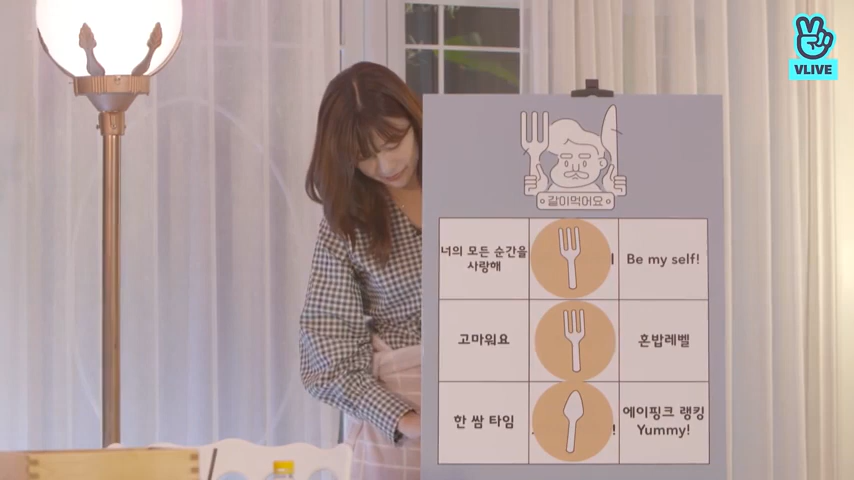 VLIVE
같이먹어요
너의 모든 순간을
사랑해
Be my self!
고마워요
혼밥레벨
한 쌈 타임
에이핑크 랭킹
Yummy!